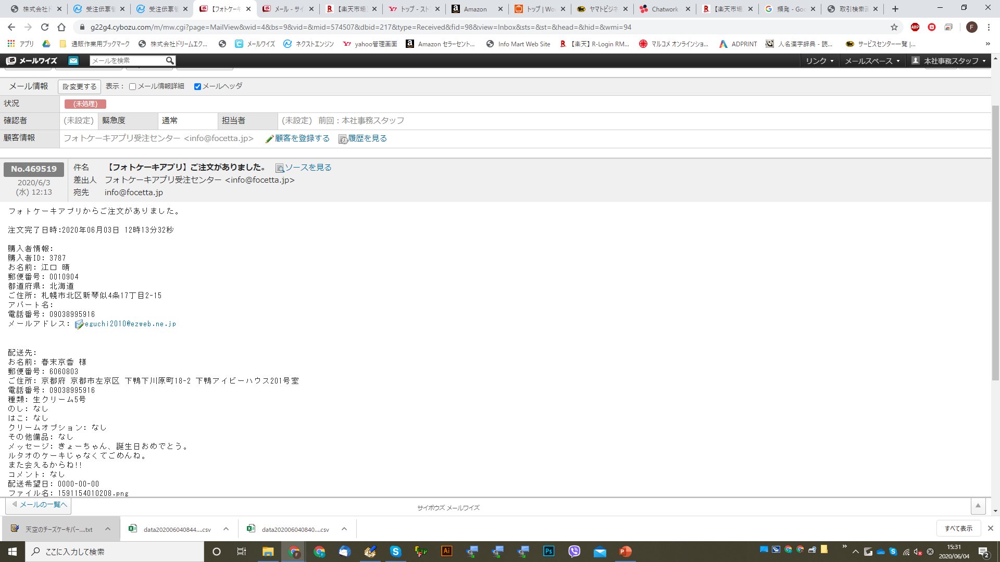 株式会社ド
受注伝票管
受注伝票管
【フォトケーキ
メール - サイ
【楽天市場
トップ - スト
Amazon
トップ | Wo
ヤマトビジネ
Chatwork
【楽天市場
頻発 - Goo
取引検索画
g22g4.cybozu.com/m/mw.cgi?page=MailView&wid=4&bs=9&vid=&mid=574507&dbid=217&type=Received&fid=98&view=Inbox&sts=&st=&head=&hid=&wmi=94
アプリ
通販作業用ブックマーク
株式会社ドリームエク...
メールワイズ
ネクストエンジン
yahoo管理画面
Amazon セラーセント...
Info Mart Web Site
【楽天】R-Login RM...
マルコメ オンラインショ...
ADPRINT
人名漢字辞典 - 読...
サービスセンター一覧 |...
メールワイズ
メールを検索
リンク
メールスペース
本社事務スタッフ
メール情報
変更する
表示：
メール情報詳細
メールヘッダ
状況
(未処理)
確認者
(未設定)
緊急度
通常
担当者
(未設定) 前回：本社事務スタッフ
顧客情報
フォトケーキアプリ受注センター <info@focetta.jp>
顧客を登録する
履歴を見る
No.469519
2020/6/3
(水) 12:13
件名 【フォトケーキアプリ】ご注文がありました。 ソースを見る
差出人 フォトケーキアプリ受注センター <info@focetta.jp>
宛先 info@focetta.jp
フォトケーキアプリからご注文がありました。
注文完了日時:2020年06月03日 12時13分32秒
購入者情報:
購入者ID: 3787
お名前: 江口 晴
郵便番号: 0010904
都道府県: 北海道
ご住所: 札幌市北区新琴似4条17丁目2-15
アパート名:
電話番号: 09038995916
メールアドレス: eguchi2010@ezweb.ne.jp
配送先:
お名前: 春末京香 様
郵便番号: 6060803
ご住所: 京都府 京都市左京区 下鴨下川原町18-2 下鴨アイビーハウス201号室
電話番号: 09038995916
種類: 生クリーム5号
のし: なし
はこ: なし
クリームオプション: なし
その他備品: なし
メッセージ: きょーちゃん、誕生日おめでとう。
ルタオのケーキじゃなくてごめんね。
また会えるからね!!
コメント: なし
配送希望日: 0000-00-00
ファイル名: 1591154010208.png
メールの一覧へ
サイボウズ メールワイズ
天空のチーズケーキバー....txt
data202006040844....csv
data202006040840....csv
すべて表示
ここに入力して検索
15:31
2020/06/04
2